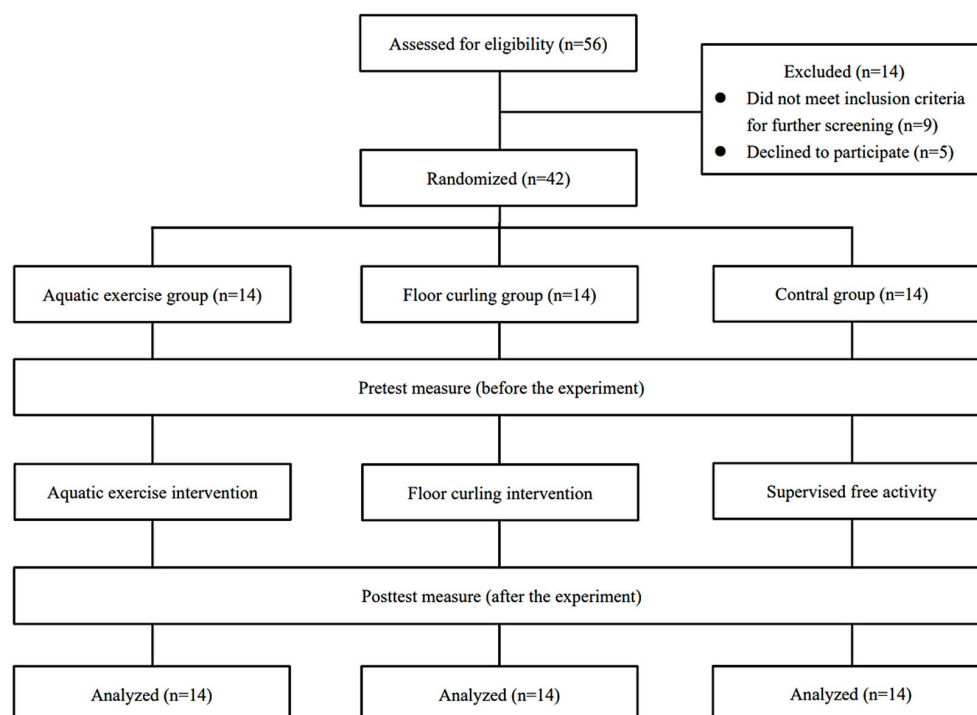 Assessed for eligibility (n=56)
Excluded (n=14)
● Did not meet inclusion criteria
for further screening (n=9)
● Declined to participate (n=5)
Randomized (n=42)
Aquatic exercise group (n=14)
Floor curling group (n=14)
Contral group (n=14)
Pretest measure (before the experiment)
Aquatic exercise intervention
Floor curling intervention
Supervised free activity
Posttest measure (after the experiment)
Analyzed (n=14)
Analyzed (n=14)
Analyzed (n=14)